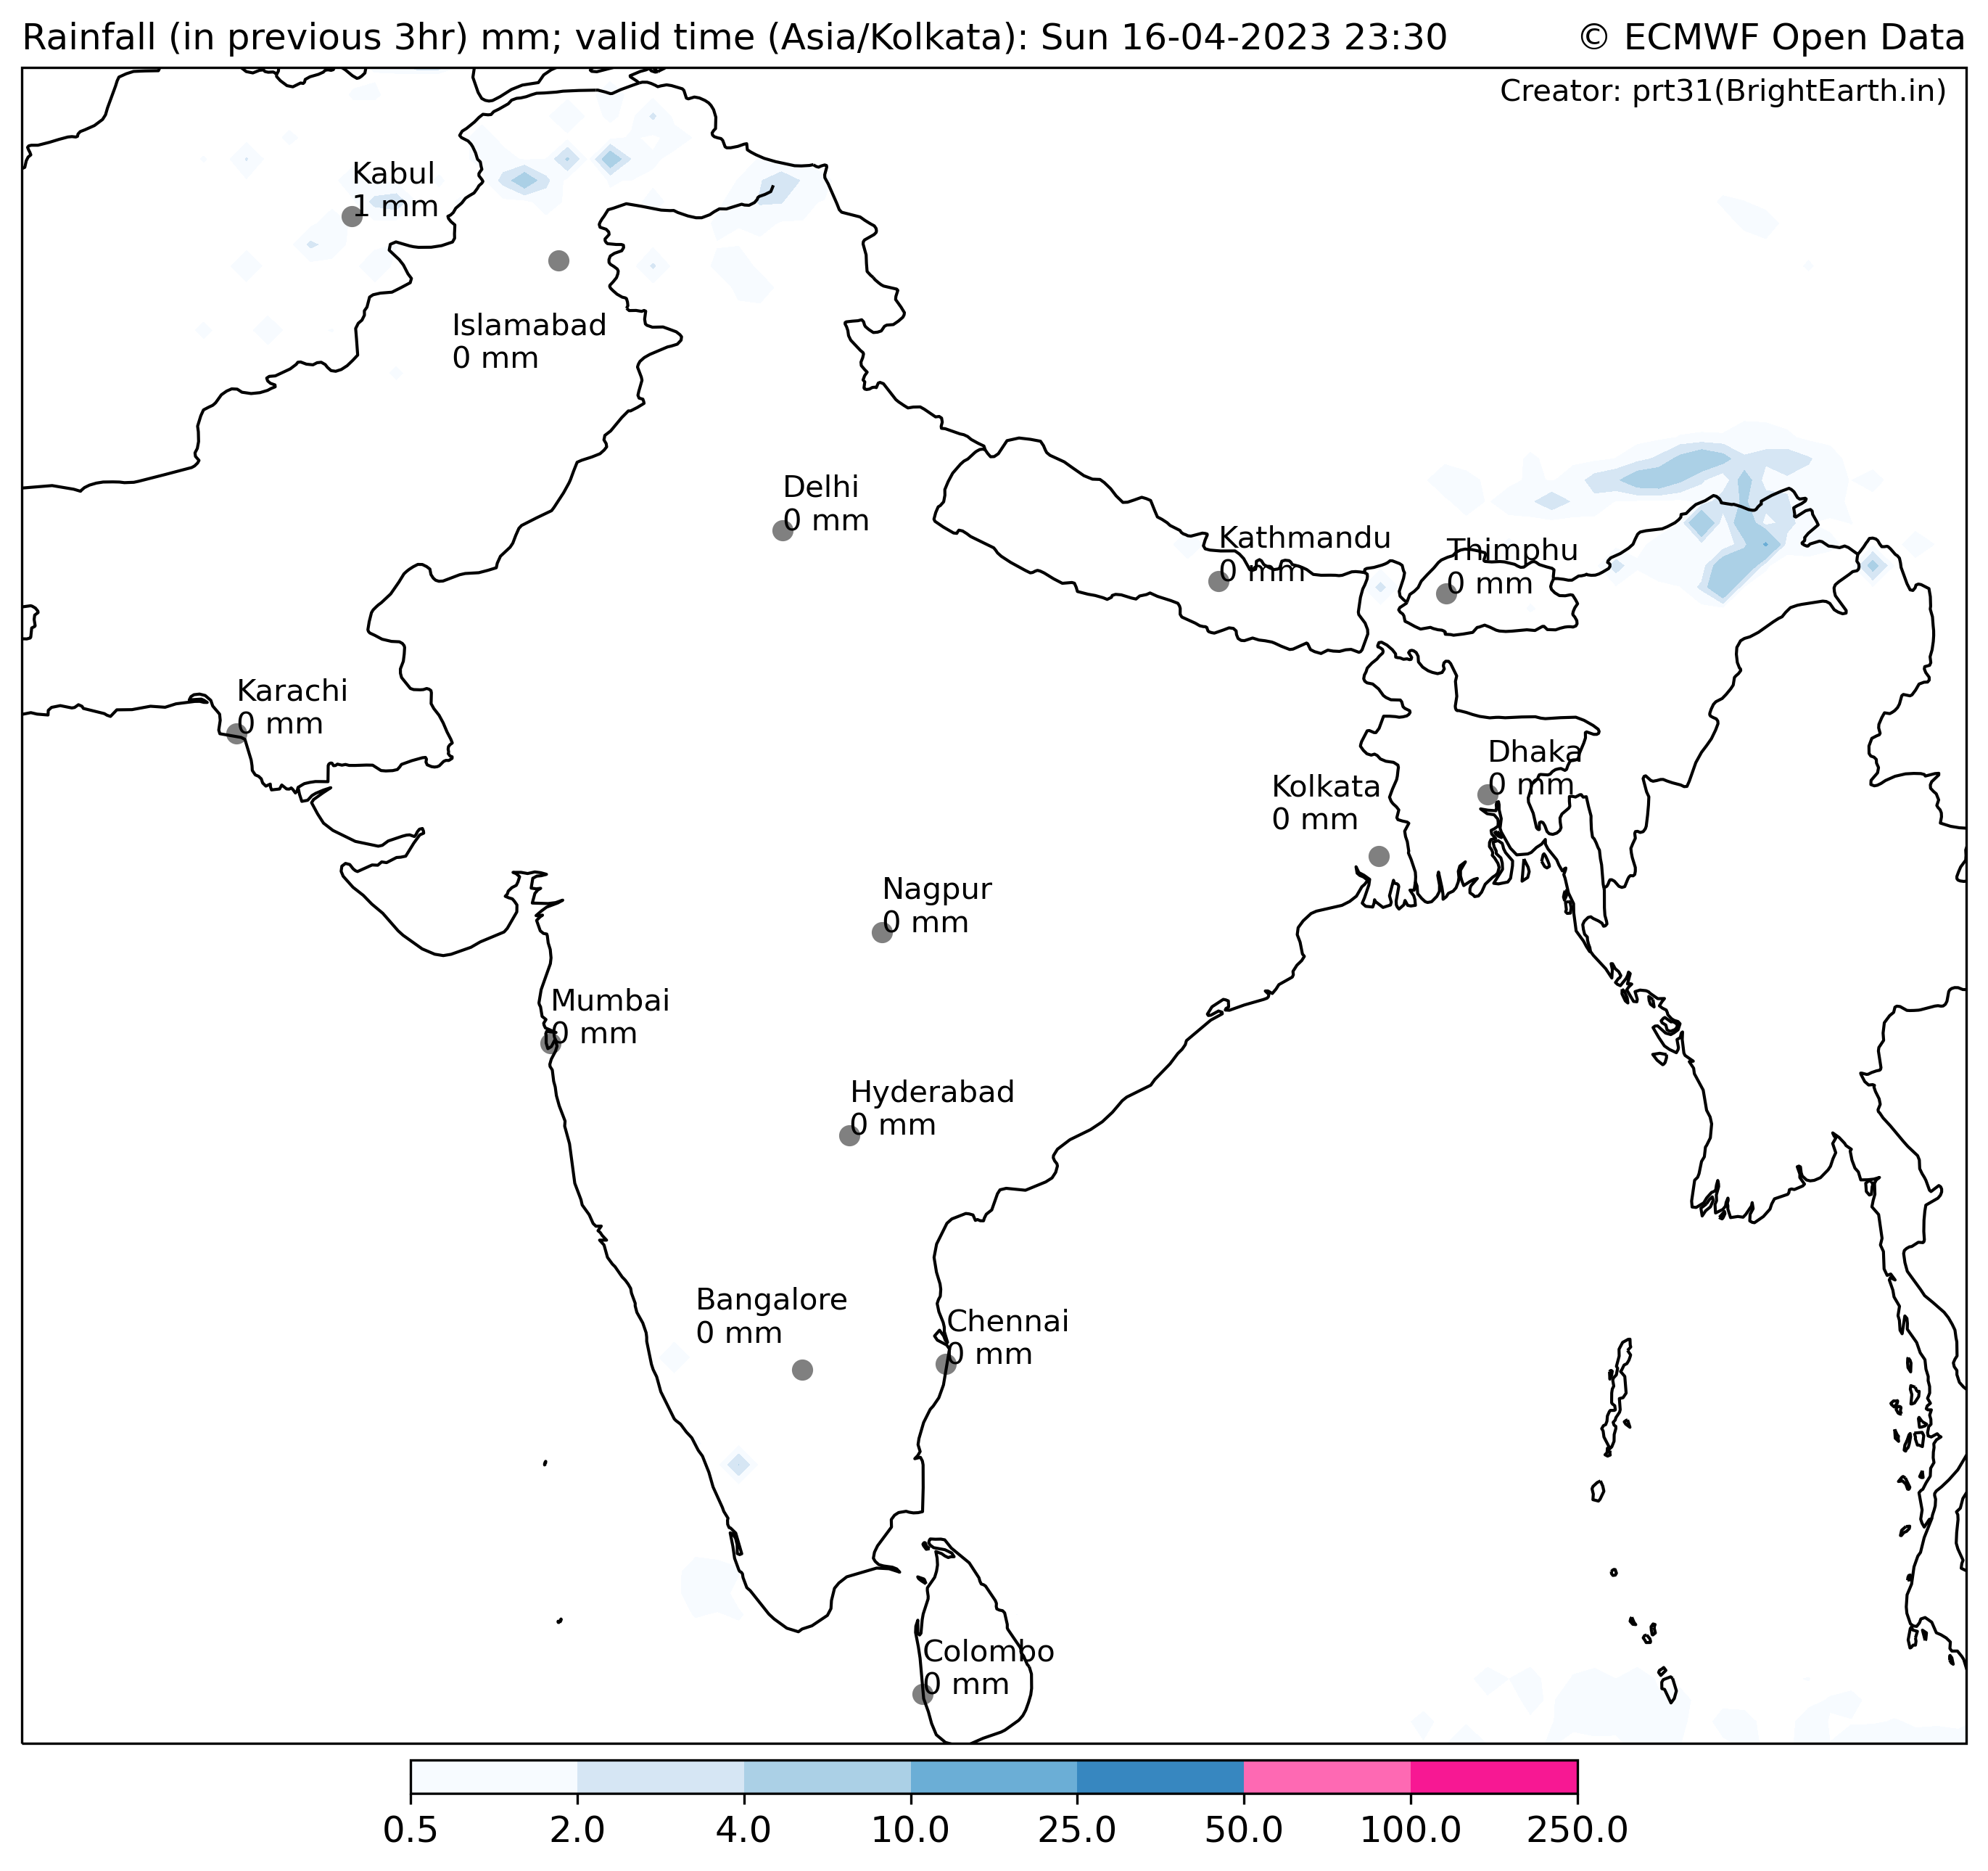 Rainfall (in previous 3hr) mm; valid time (Asia/Kolkata): Sun 16-04-2023 23:30
© ECMWF Open Data
Creator: prt31(BrightEarth.in)
Kabul
1 mm
Islamabad
0 mm
Delhi
0 mm
Kathmandu
0 mm
Thimphu
0 mm
Karachi
0 mm
Dhaka
0 mm
Kolkata
0 mm
Nagpur
0 mm
Mumbai
0 mm
Hyderabad
0 mm
Bangalore
0 mm
Chennai
0 mm
Colombo
0 mm
0.5 2.0 4.0 10.0 25.0 50.0 100.0 250.0